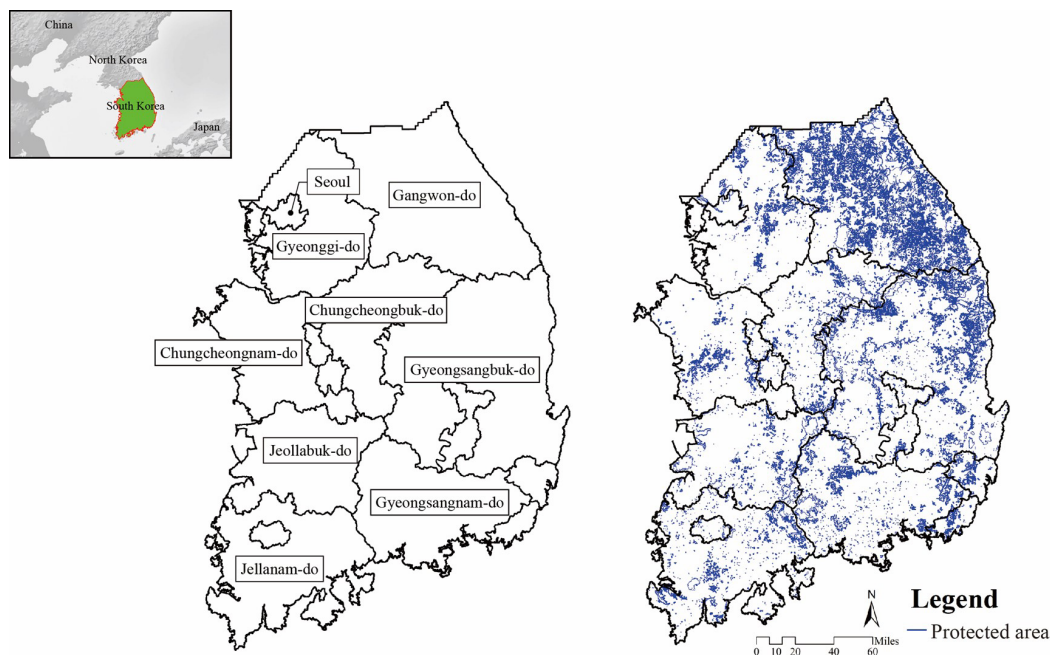 China
North Korea
South Korea
Japan
Seoul
Gangwon-do
Gyeonggi-do
Chungcheongbuk-do
Chungcheongnam-do
Gyeongsangbuk-do
Jeollabuk-do
Gyeongsangnam-do
Jellanam-do
N
Legend
Protected area
Miles
0 10 20 40 60